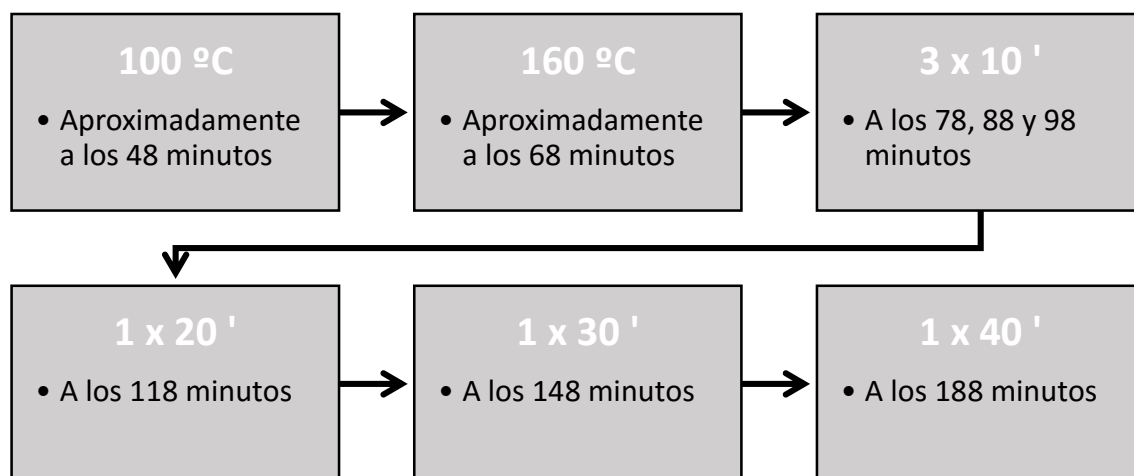 100 ºC
• Aproximadamente
a los 48 minutos
160 ºC
• Aproximadamente
a los 68 minutos
3 x 10 '
• A los 78, 88 y 98
minutos
1 x 20 '
• A los 118 minutos
1 x 30 '
• A los 148 minutos
1 x 40 '
• A los 188 minutos